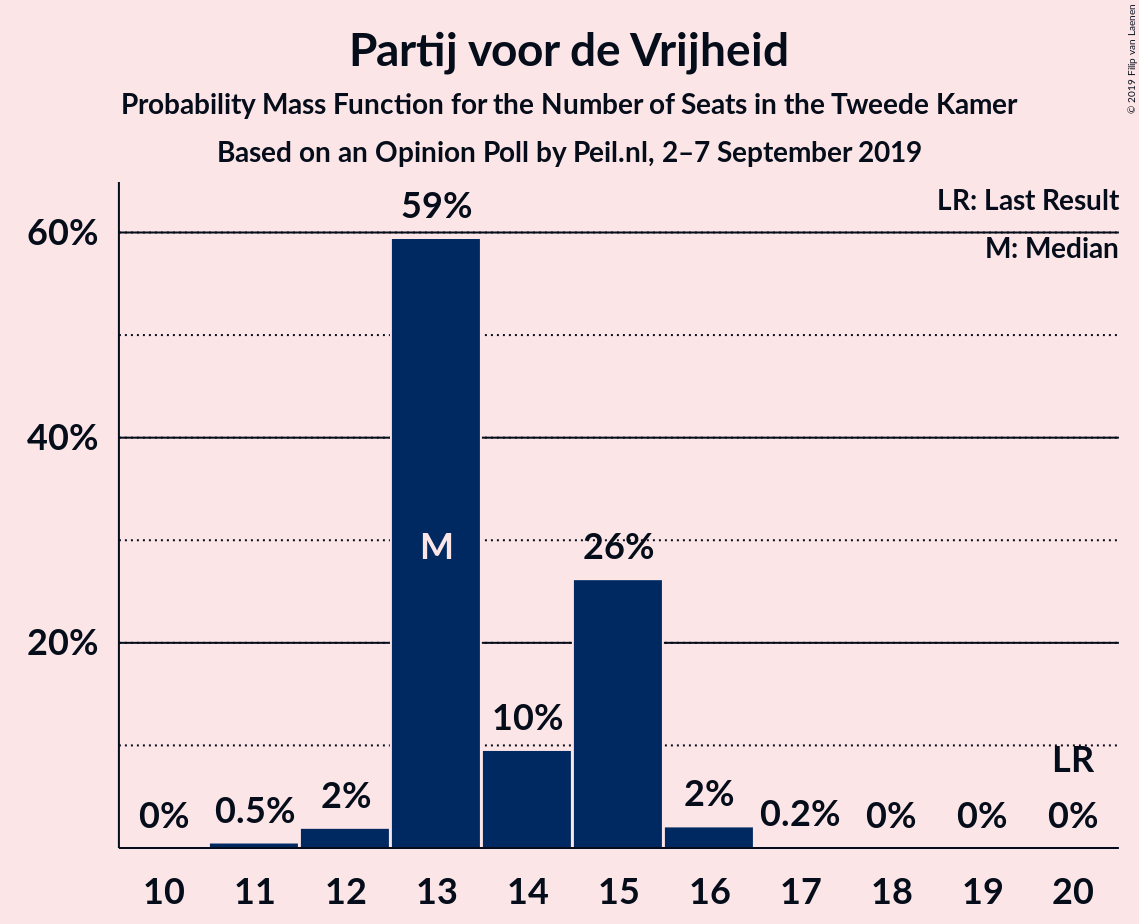 Partij voor de Vrijheid
Probability Mass Function for the Number of Seats in the Tweede Kamer
Based on an Opinion Poll by Peil.nl, 2–7 September 2019
© 2019 Filip van Laenen
LR: Last Result
M: Median
60%
40%
20%
0%
0.5%
2%
59%
M
10%
26%
2%
0.2%
0%
0%
LR
0%
10 11 12 13 14 15 16 17 18 19 20